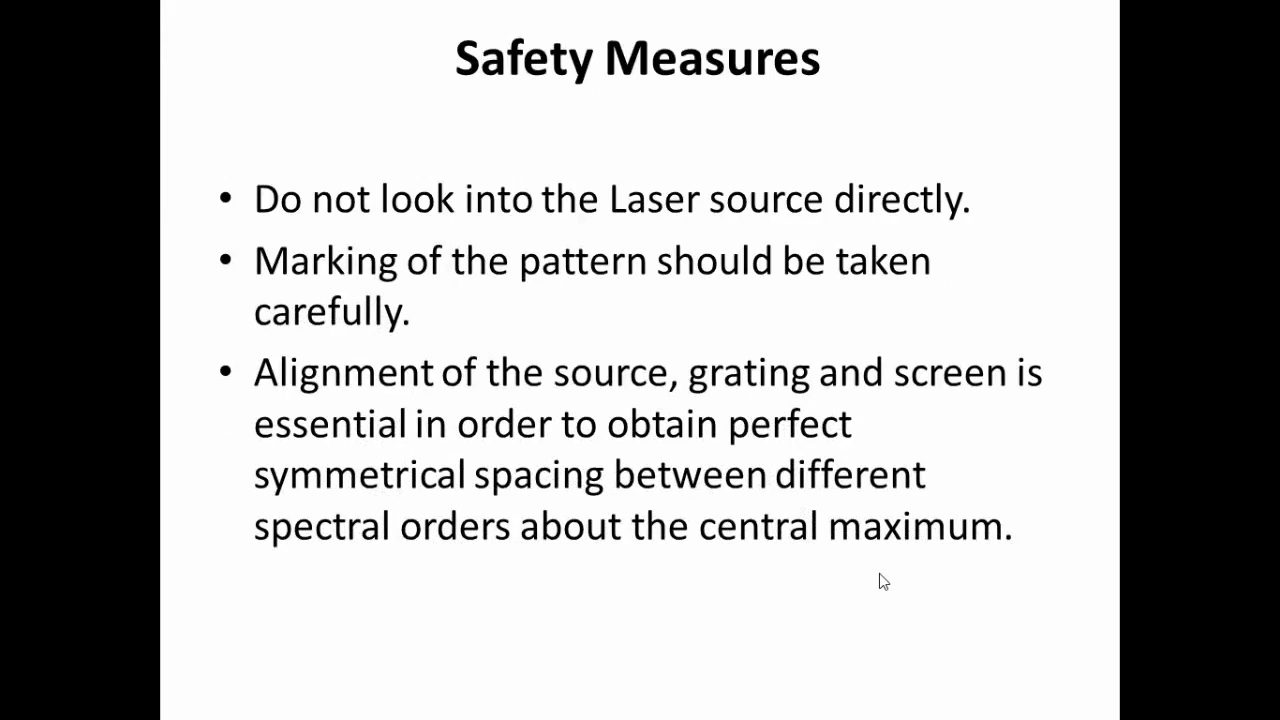 Safety Measures
• Do not look into the Laser source directly.
• Marking of the pattern should be taken
carefully.
• Alignment of the source, grating and screen is
essential in order to obtain perfect
symmetrical spacing between different
spectral orders about the central maximum.